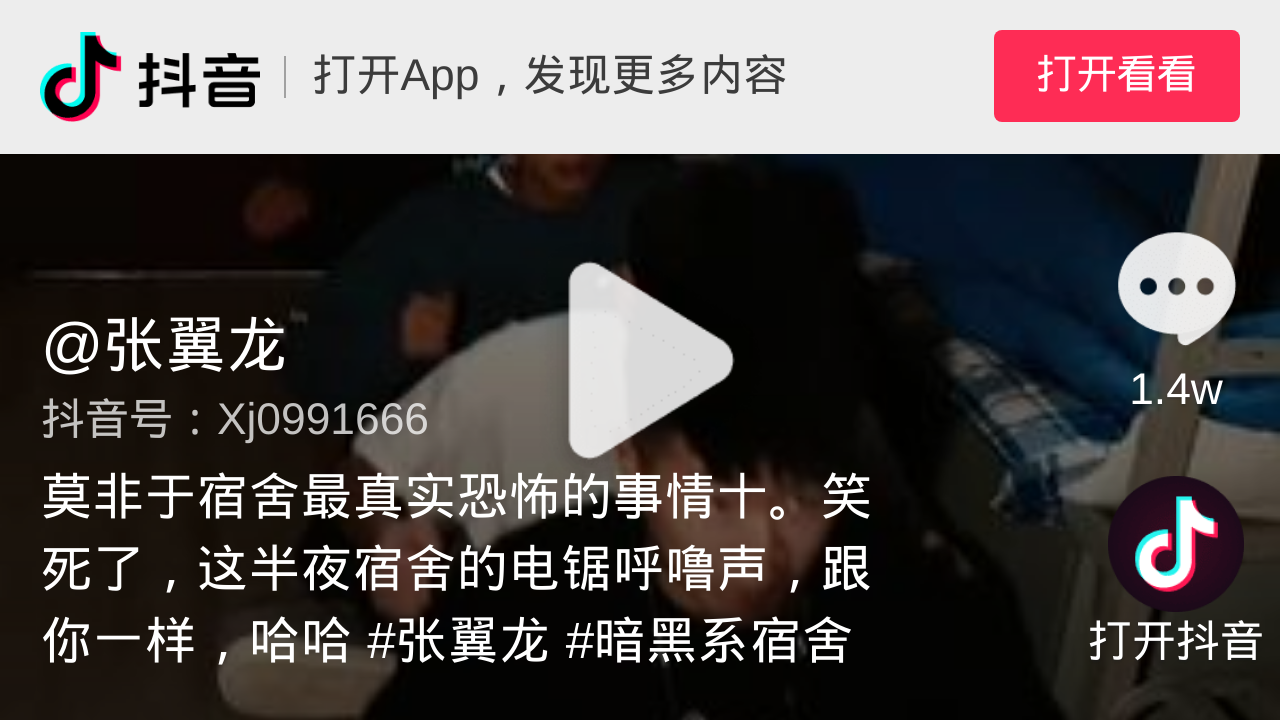 抖音
打开App，发现更多内容
打开看看
@张翼龙
抖音号：Xj0991666
莫非于宿舍最真实恐怖的事情十。笑
死了，这半夜宿舍的电锯呼噜声，跟
你一样，哈哈 #张翼龙 #暗黑系宿舍
1.4w
打开抖音